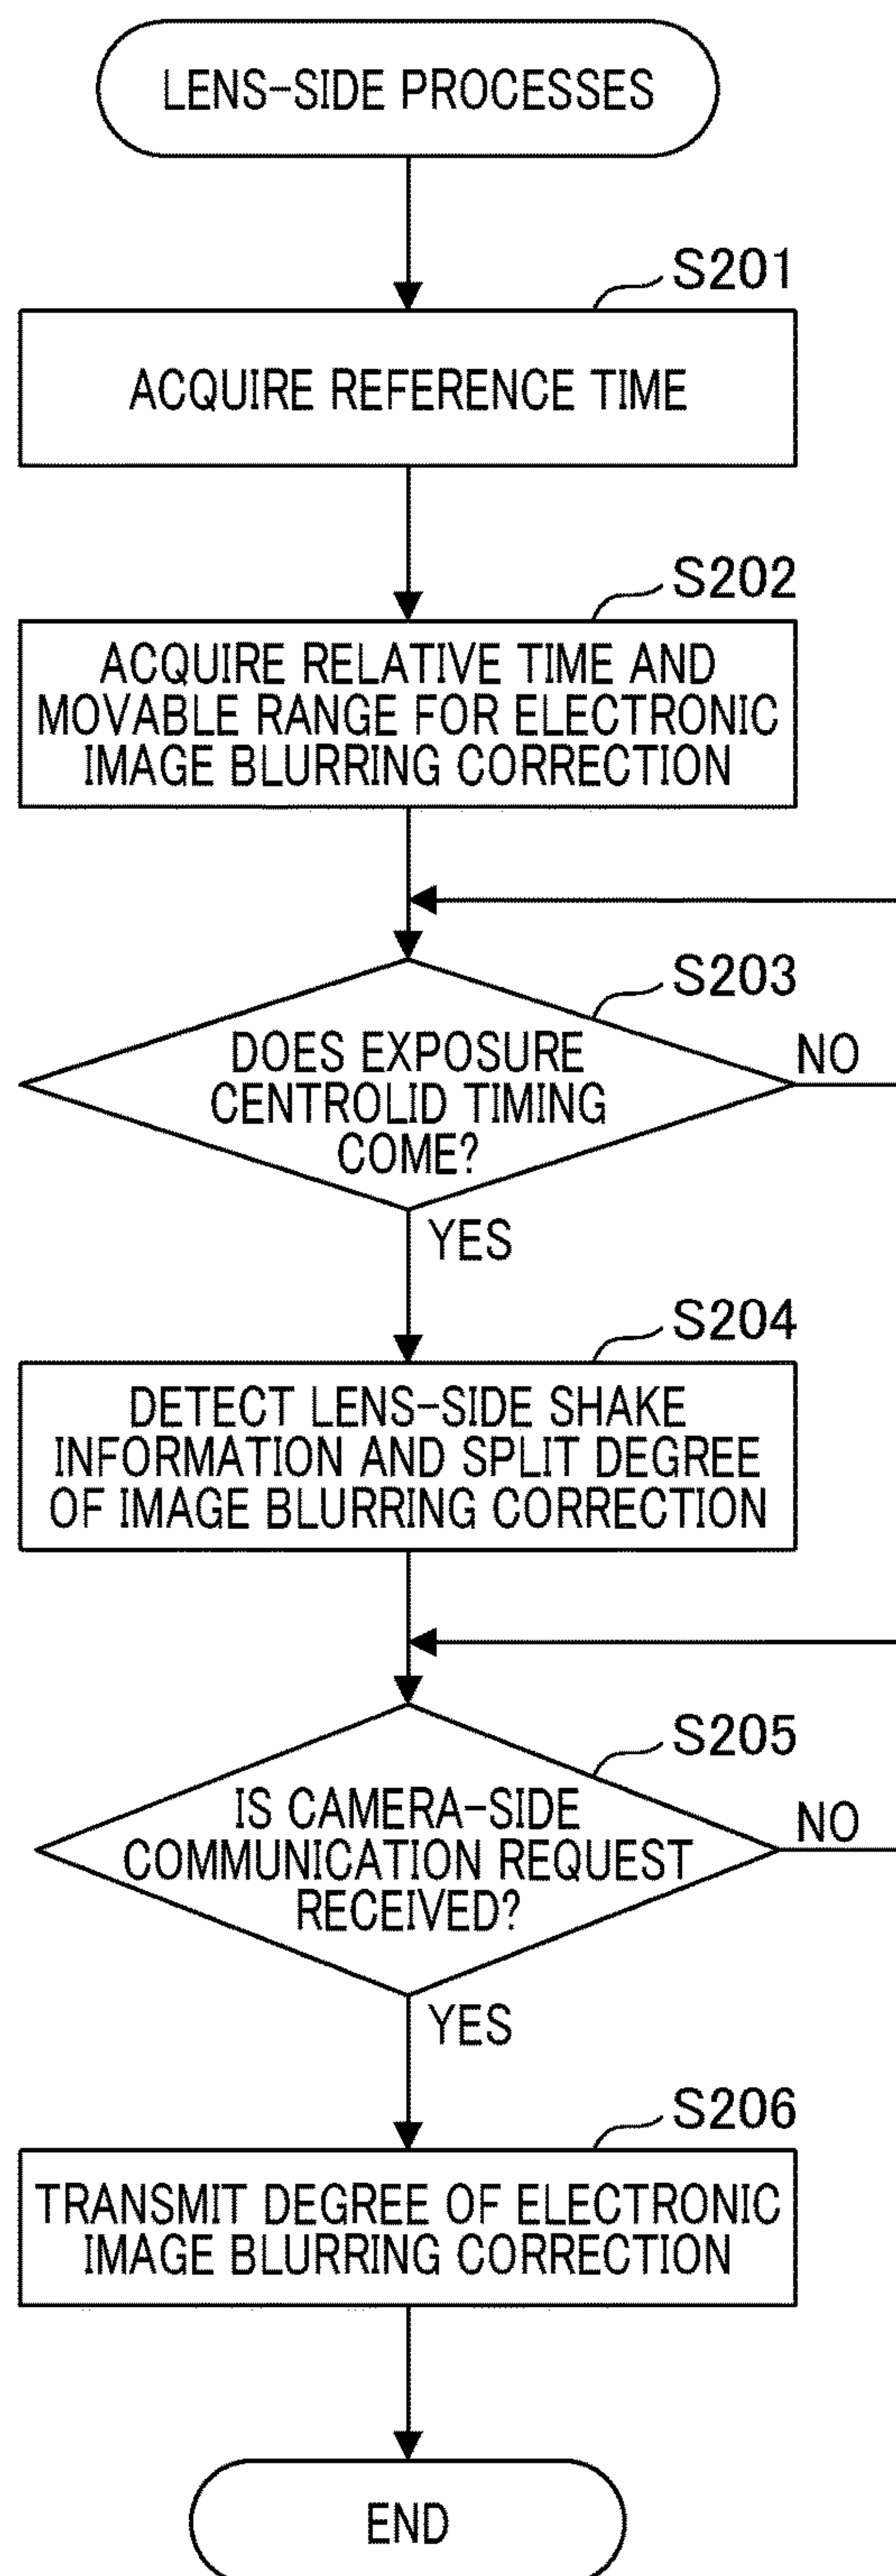 LENS-SIDE PROCESSES
S201
ACQUIRE REFERENCE TIME
S202
ACQUIRE RELATIVE TIME AND
MOVABLE RANGE FOR ELECTRONIC
IMAGE BLURRING CORRECTION
S203
DOES EXPOSURE
CENTROLID TIMING
COME?
NO
YES
S204
DETECT LENS-SIDE SHAKE
INFORMATION AND SPLIT DEGREE
OF IMAGE BLURRING CORRECTION
S205
IS CAMERA-SIDE
COMMUNICATION REQUEST
RECEIVED?
NO
YES
S206
TRANSMIT DEGREE OF ELECTRONIC
IMAGE BLURRING CORRECTION
END